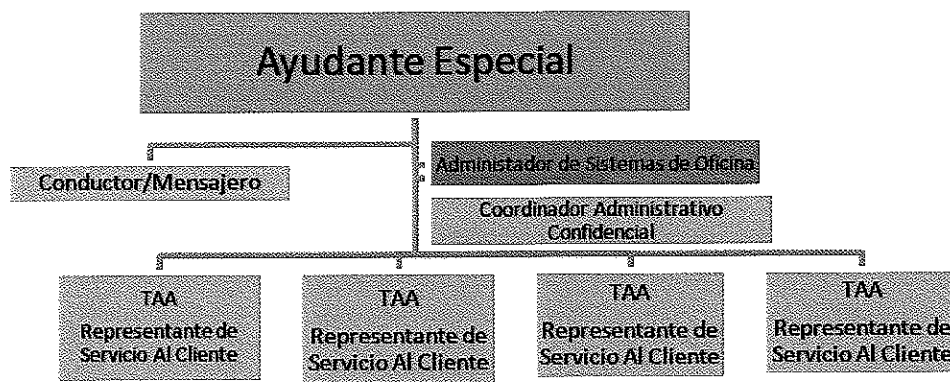 Ayudante Especial
Administador de Sistemas de Oficina
Conductor/Mensajero
Coordinador Administrativo
Confidencial
TAA
Representante de
Servicio Al Cliente
TAA
Representante de
Servicio Al Cliente
TAA
Representante de
Servicio Al Cliente
TAA
Representante de
Servicio Al Cliente